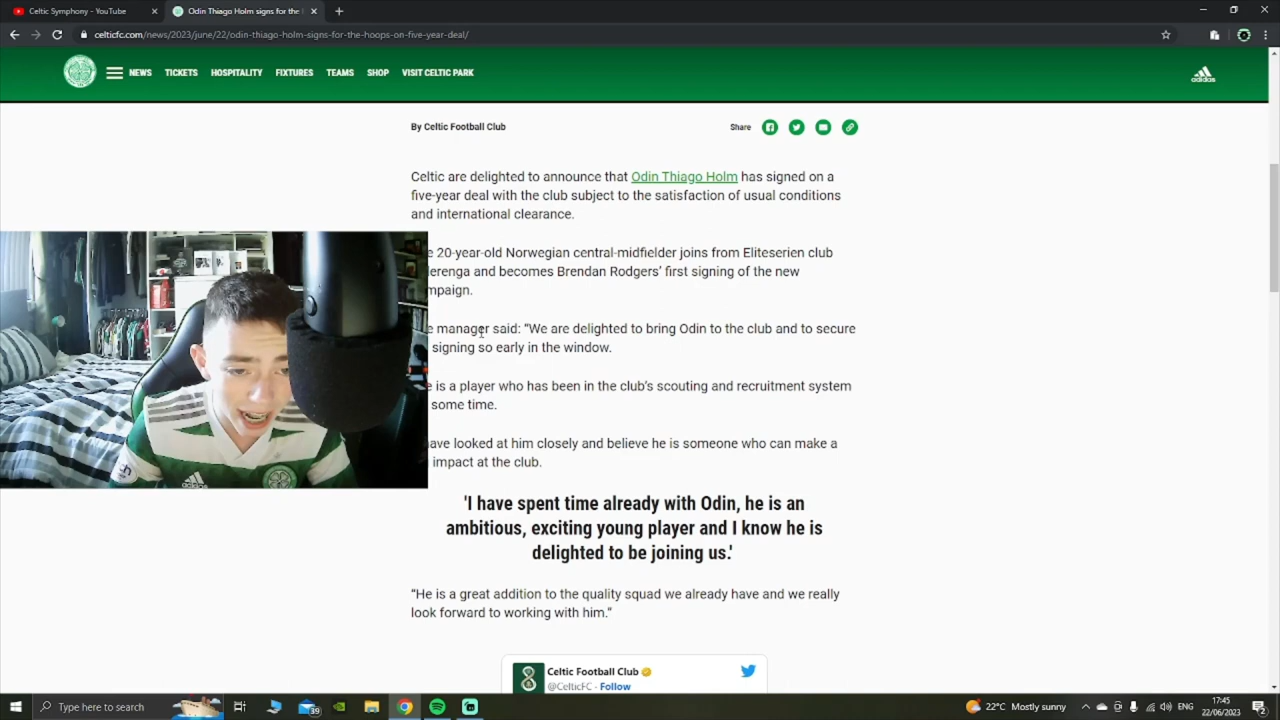 Celtic Symphony - YouTube
Odin Thiago Holm signs for the
celticfc.com/news/2023/june/22/odin-thiago-holm-signs-for-the-hoops-on-five-year-deal/
NEWS TICKETS HOSPITALITY FIXTURES TEAMS SHOP VISIT CELTIC PARK
adidas
By Celtic Football Club
Share
Celtic are delighted to announce that Odin Thiago Holm has signed on a
five-year deal with the club subject to the satisfaction of usual conditions
and international clearance.
e 20-year-old Norwegian central-midfielder joins from Eliteserien club
lerenga and becomes Brendan Rodgers’ first signing of the new
mpaign.
e manager said: “We are delighted to bring Odin to the club and to secure
signing so early in the window.
e is a player who has been in the club’s scouting and recruitment system
some time.
have looked at him closely and believe he is someone who can make a
impact at the club.
'I have spent time already with Odin, he is an
ambitious, exciting young player and I know he is
delighted to be joining us.'
“He is a great addition to the quality squad we already have and we really
look forward to working with him.“
Celtic Football Club
@CelticFC · Follow
Type here to search
39
22°C Mostly sunny
ENG
17:45
22/06/2023
2